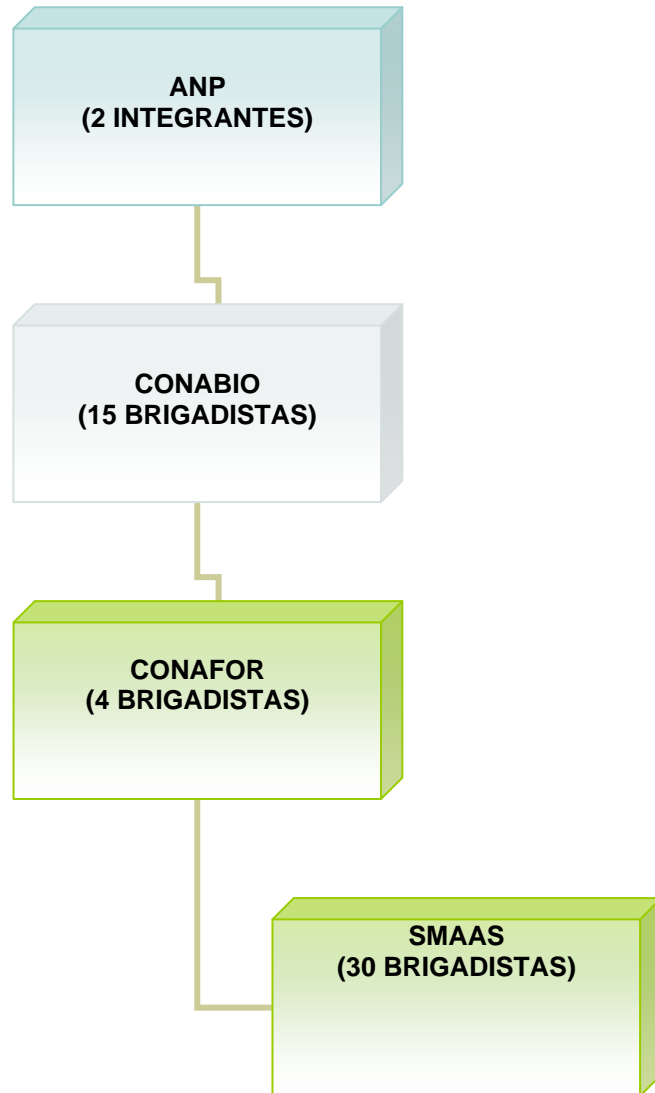 ANP
(2 INTEGRANTES)
CONABIO
(15 BRIGADISTAS)
CONAFOR
(4 BRIGADISTAS)
SMAAS
(30 BRIGADISTAS)